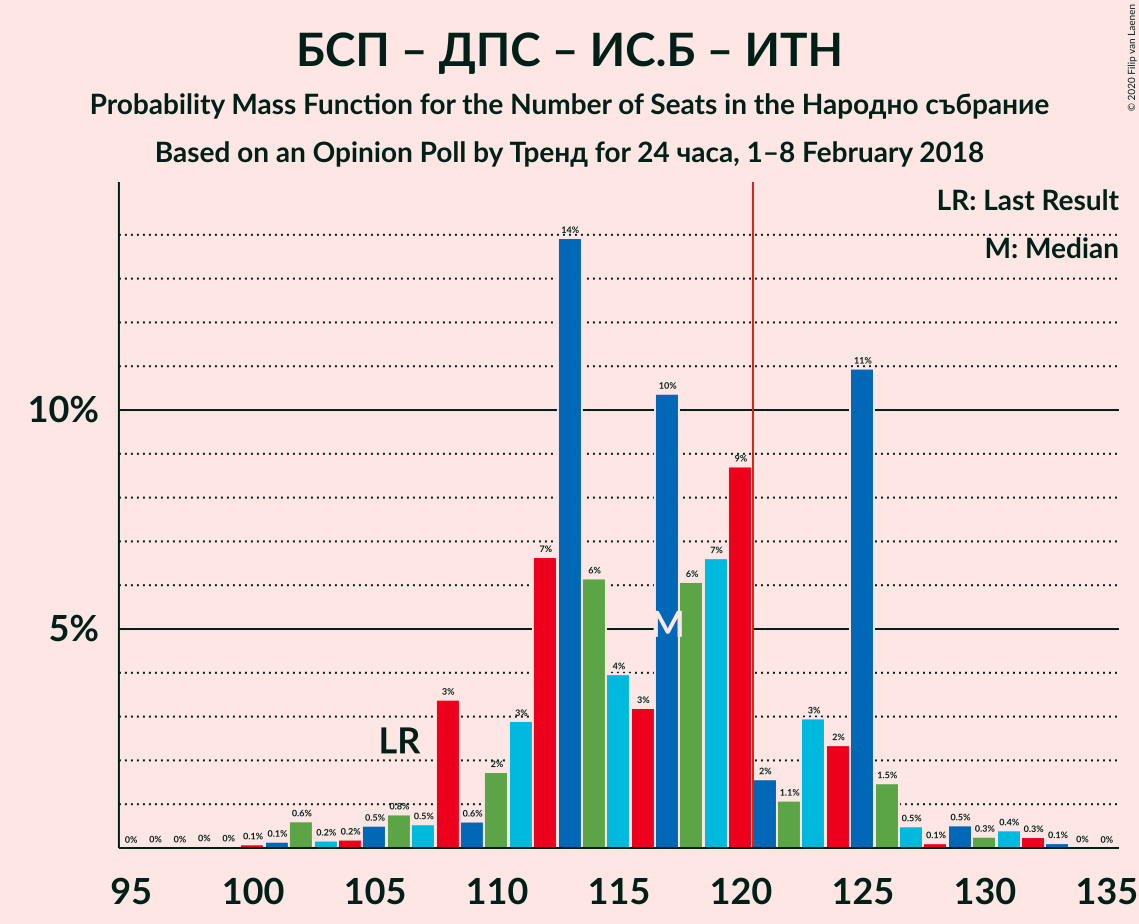 БСП – ДПС – ИС.Б – ИТН
Probability Mass Function for the Number of Seats in the Народно събрание
Based on an Opinion Poll by Тренд for 24 часа, 1–8 February 2018
© 2020 Filip van Laenen
LR: Last Result
M: Median
10%
5%
0% 0% 0% 0% 0% 0.1% 0.1% 0.6% 0.2% 0.2% 0.5% 0.8% 0.5% 3% 0.6% 2% 3% 7% 14% 6% 4% 3% 10% 6% 7% 9% 2% 1.1% 3% 2% 11% 1.5% 0.5% 0.1% 0.5% 0.3% 0.4% 0.3% 0.1% 0% 0%
LR
M
95 100 105 110 115 120 125 130 135